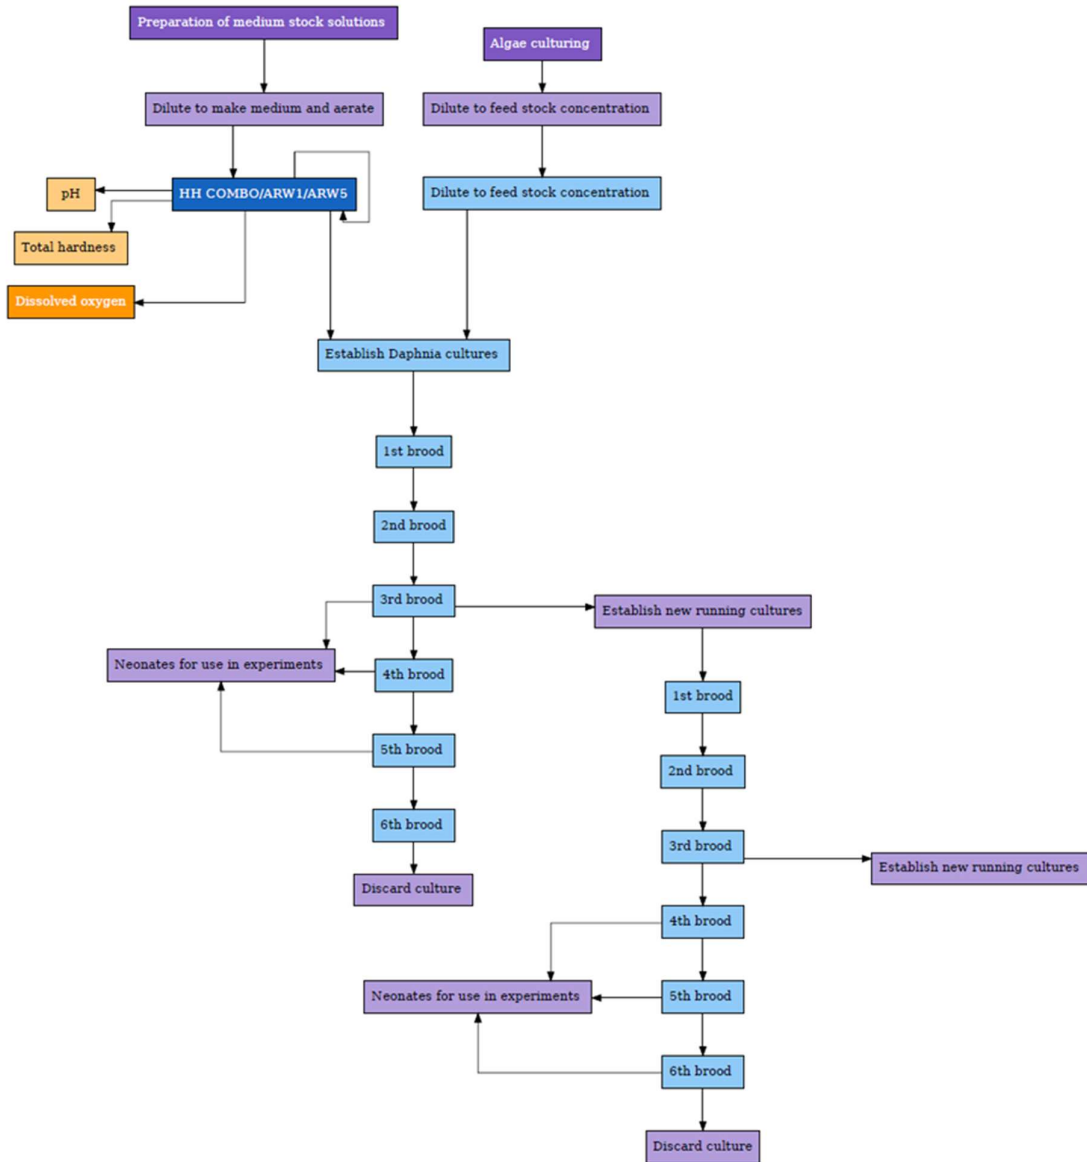 Preparation of medium stock solutions
Algae culturing
Dilute to make medium and aerate
Dilute to feed stock concentration
pH
HH COMBO/ARW1/ARW5
Dilute to feed stock concentration
Total hardness
Dissolved oxygen
Establish Daphnia cultures
1st brood
2nd brood
3rd brood
Establish new running cultures
Neonates for use in experiments
4th brood
1st brood
5th brood
2nd brood
6th brood
3rd brood
Establish new running cultures
Discard culture
4th brood
Neonates for use in experiments
5th brood
6th brood
Discard culture